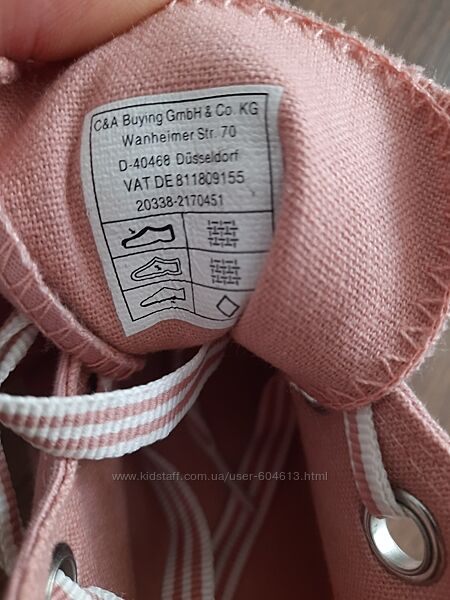 C&A Buying GmbH & Co. KG
Wanheimer Str. 70
D-40468 Düsseldorf
VAT DE 811809155
20338-2170451
www.kidstaff.com.ua/user-604613.html